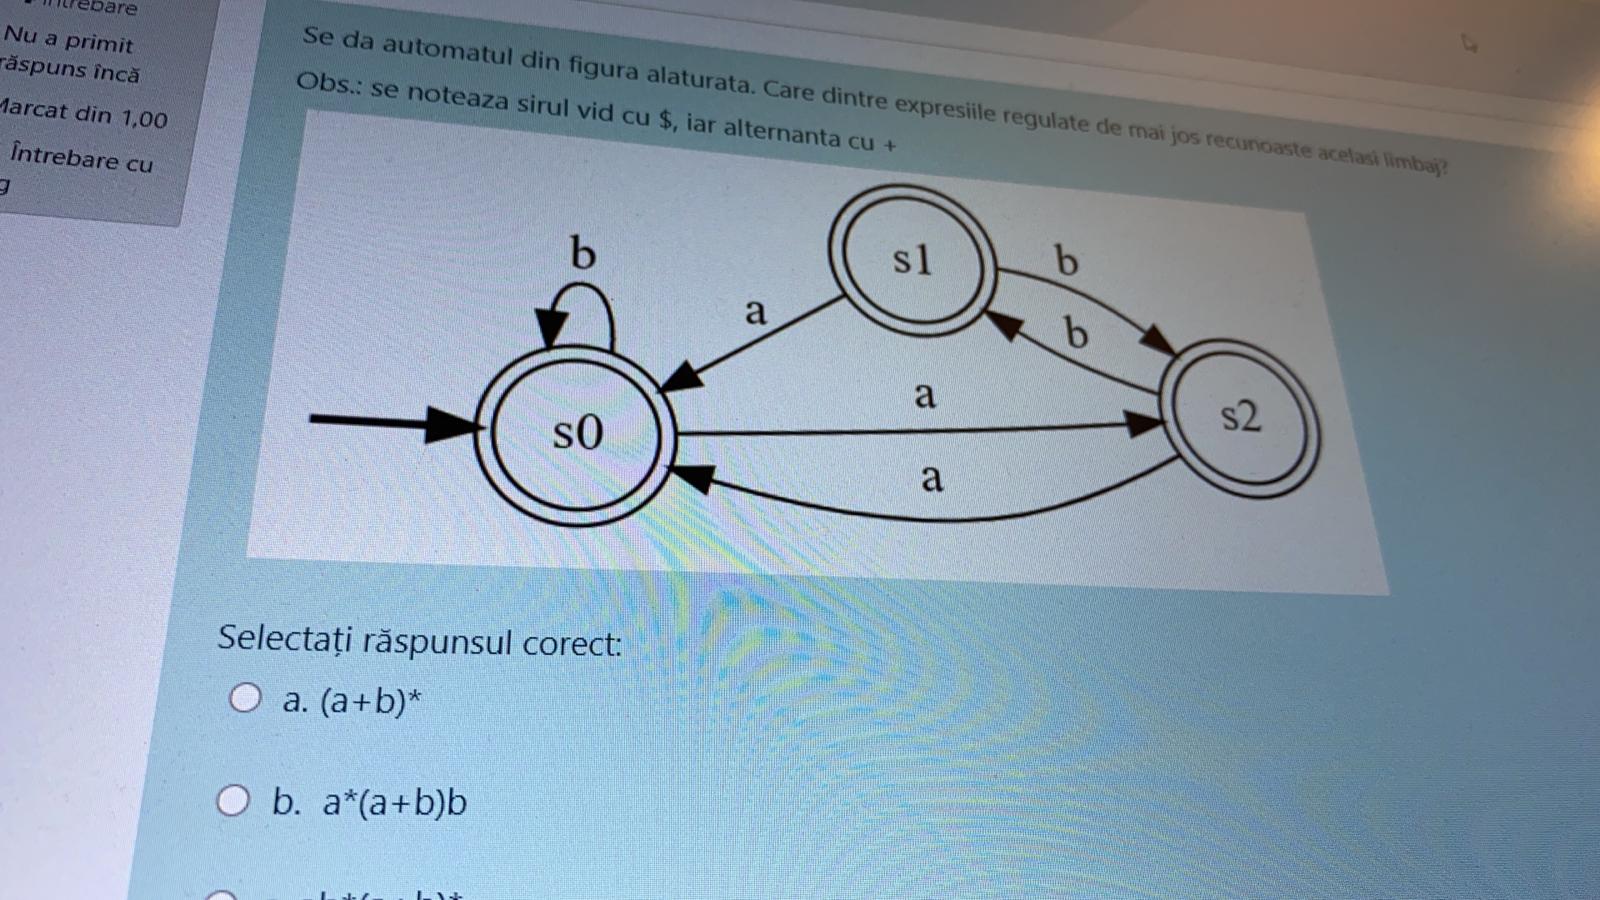 Întrebare
Nu a primit
răspuns încă
Marcat din 1,00
Întrebare cu
g
Se da automatul din figura alaturata. Care dintre expresiile regulate de mai jos recunoaste acelasi limbaj?
Obs.: se noteaza sirul vid cu $, iar alternanta cu +
b
s1
b
a
b
a
s0
s2
a
Selectați răspunsul corect:
a. (a+b)*
b. a*(a+b)b